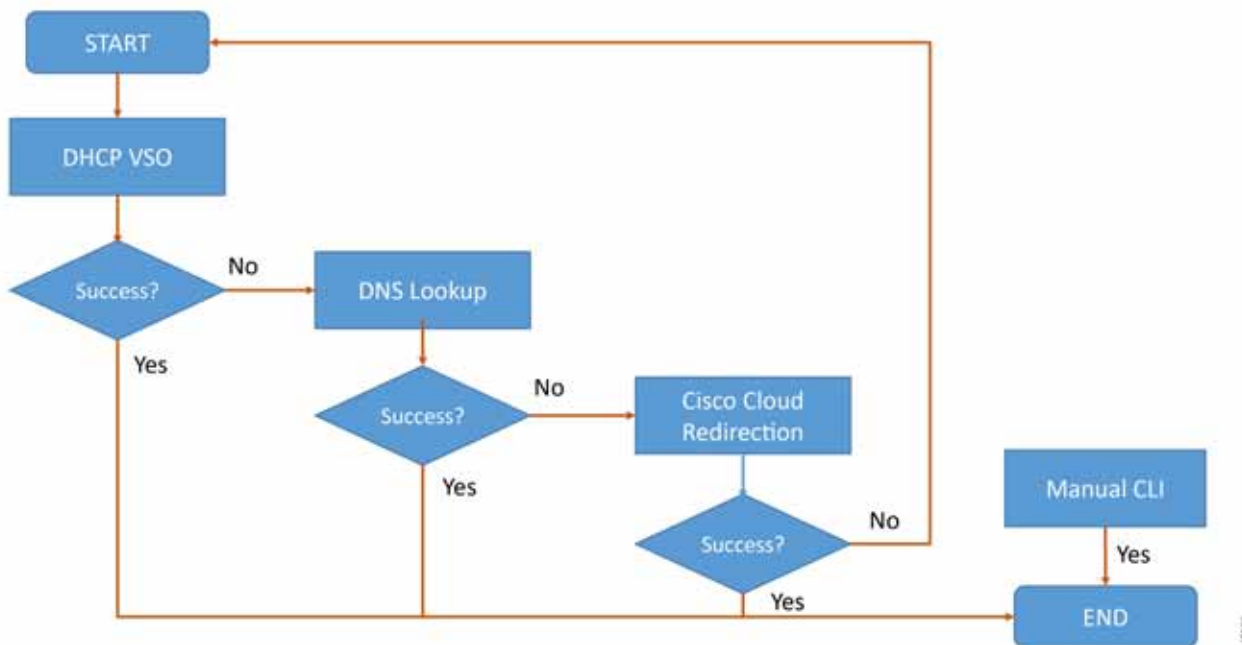 START
DHCP VSO
Success?
No
Yes
DNS Lookup
Success?
No
Yes
Cisco Cloud
Redirection
Success?
No
Yes
Manual CLI
Yes
END